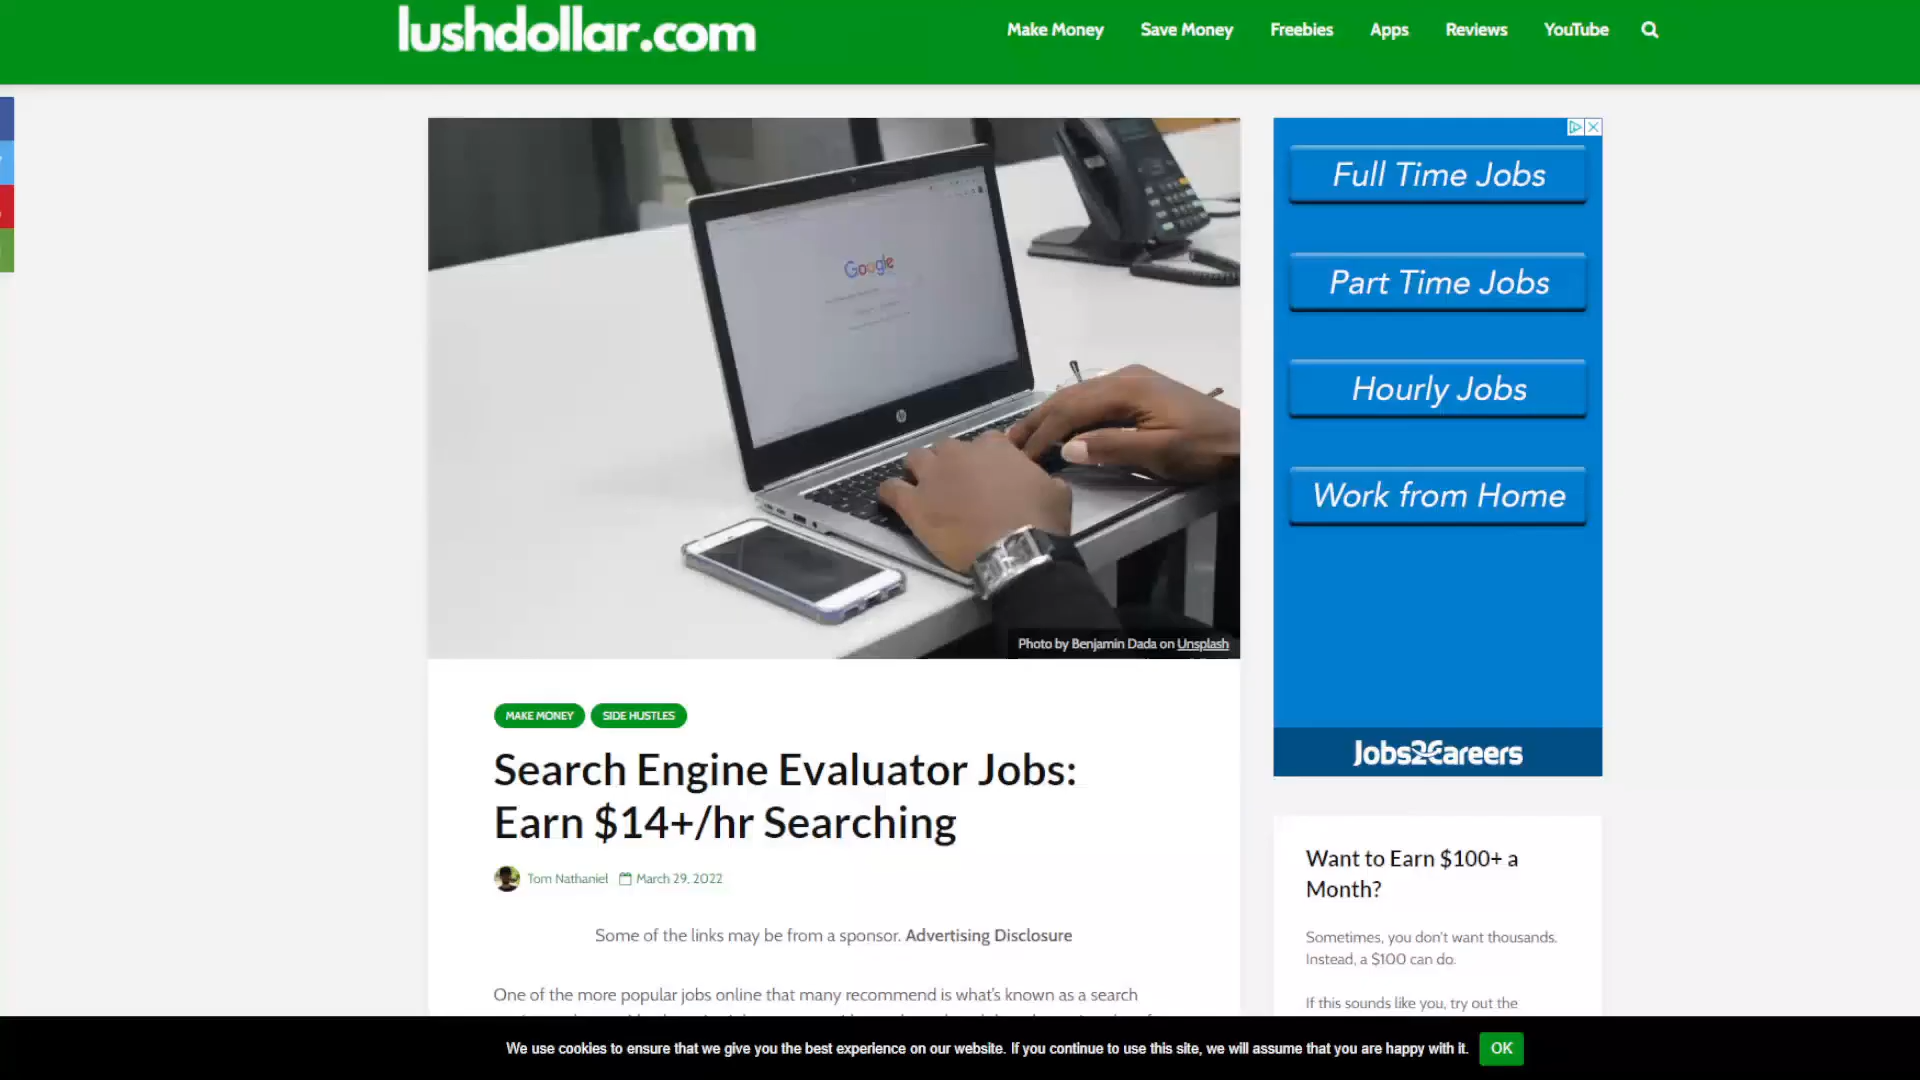 lushdollar.com
Make Money
Save Money
Freebies
Apps
Reviews
YouTube
Google
Photo by Benjamin Dada on Unsplash
MAKE MONEY
SIDE HUSTLES
Search Engine Evaluator Jobs:
Earn $14+/hr Searching
Tom Nathaniel
March 29, 2022
Some of the links may be from a sponsor. Advertising Disclosure
One of the more popular jobs online that many recommend is what's known as a search
Full Time Jobs
Part Time Jobs
Hourly Jobs
Work from Home
Jobs2Careers
Want to Earn $100+ a
Month?
Sometimes, you don't want thousands.
Instead, a $100 can do.
If this sounds like you, try out the
We use cookies to ensure that we give you the best experience on our website. If you continue to use this site, we will assume that you are happy with it.
OK